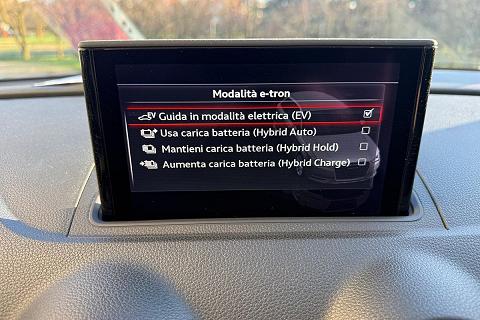 Modalità e-tron
EV Guida in modalità elettrica (EV)
Usa carica batteria (Hybrid Auto)
Mantieni carica batteria (Hybrid Hold)
Aumenta carica batteria (Hybrid Charge)